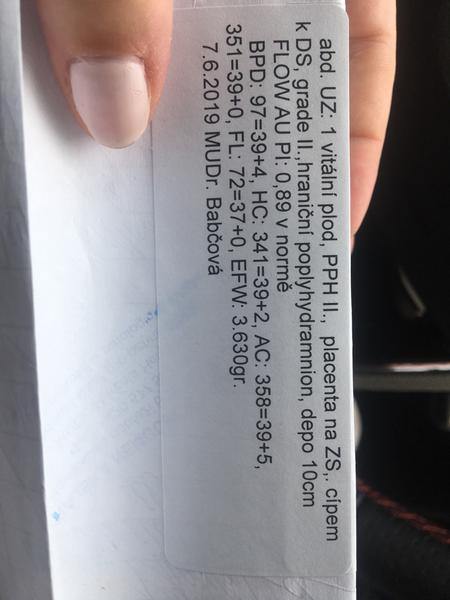 abd. UZ: 1 vitální plod, PPH II., placenta na ZS,. cípem
k DS, grade II.,hraniční poplyhydramnion, depo 10cm
FLOW AU PI: 0,89 v normě
BPD: 97=39+4, HC: 341=39+2, AC: 358=39+5,
351=39+0, FL: 72=37+0, EFW: 3.630gr.
7.6.2019 MUDr. Babčová